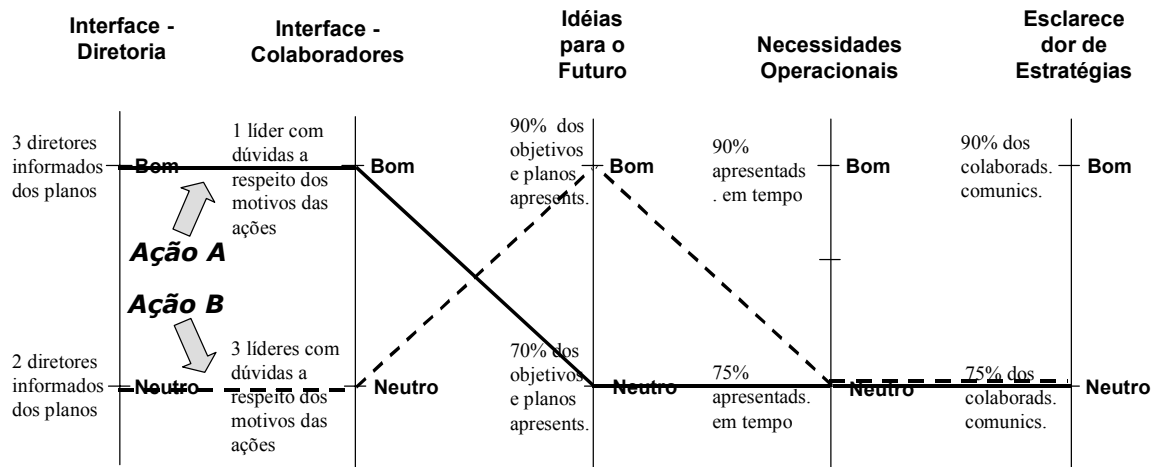 Interface -
Diretoria
Interface -
Colaboradores
Idéias
para o
Futuro
Necessidades
Operacionais
Esclarece
dor de
Estratégias
3 diretores
informados
dos planos
Bom
1 líder com
dúvidas a
respeito dos
motivos das
ações
Bom
90% dos
objetivos
e planos
apresents.
Bom
90%
apresentads
. em tempo
Bom
90% dos
colaborads.
comunics.
Bom
Ação A
Ação B
2 diretores
informados
dos planos
Neutro
3 líderes com
dúvidas a
respeito dos
motivos das
ações
Neutro
70% dos
objetivos
e planos
apresents.
Neutro
75%
apresentads.
em tempo
Neutro
75% dos
colaborads.
comunics.
Neutro